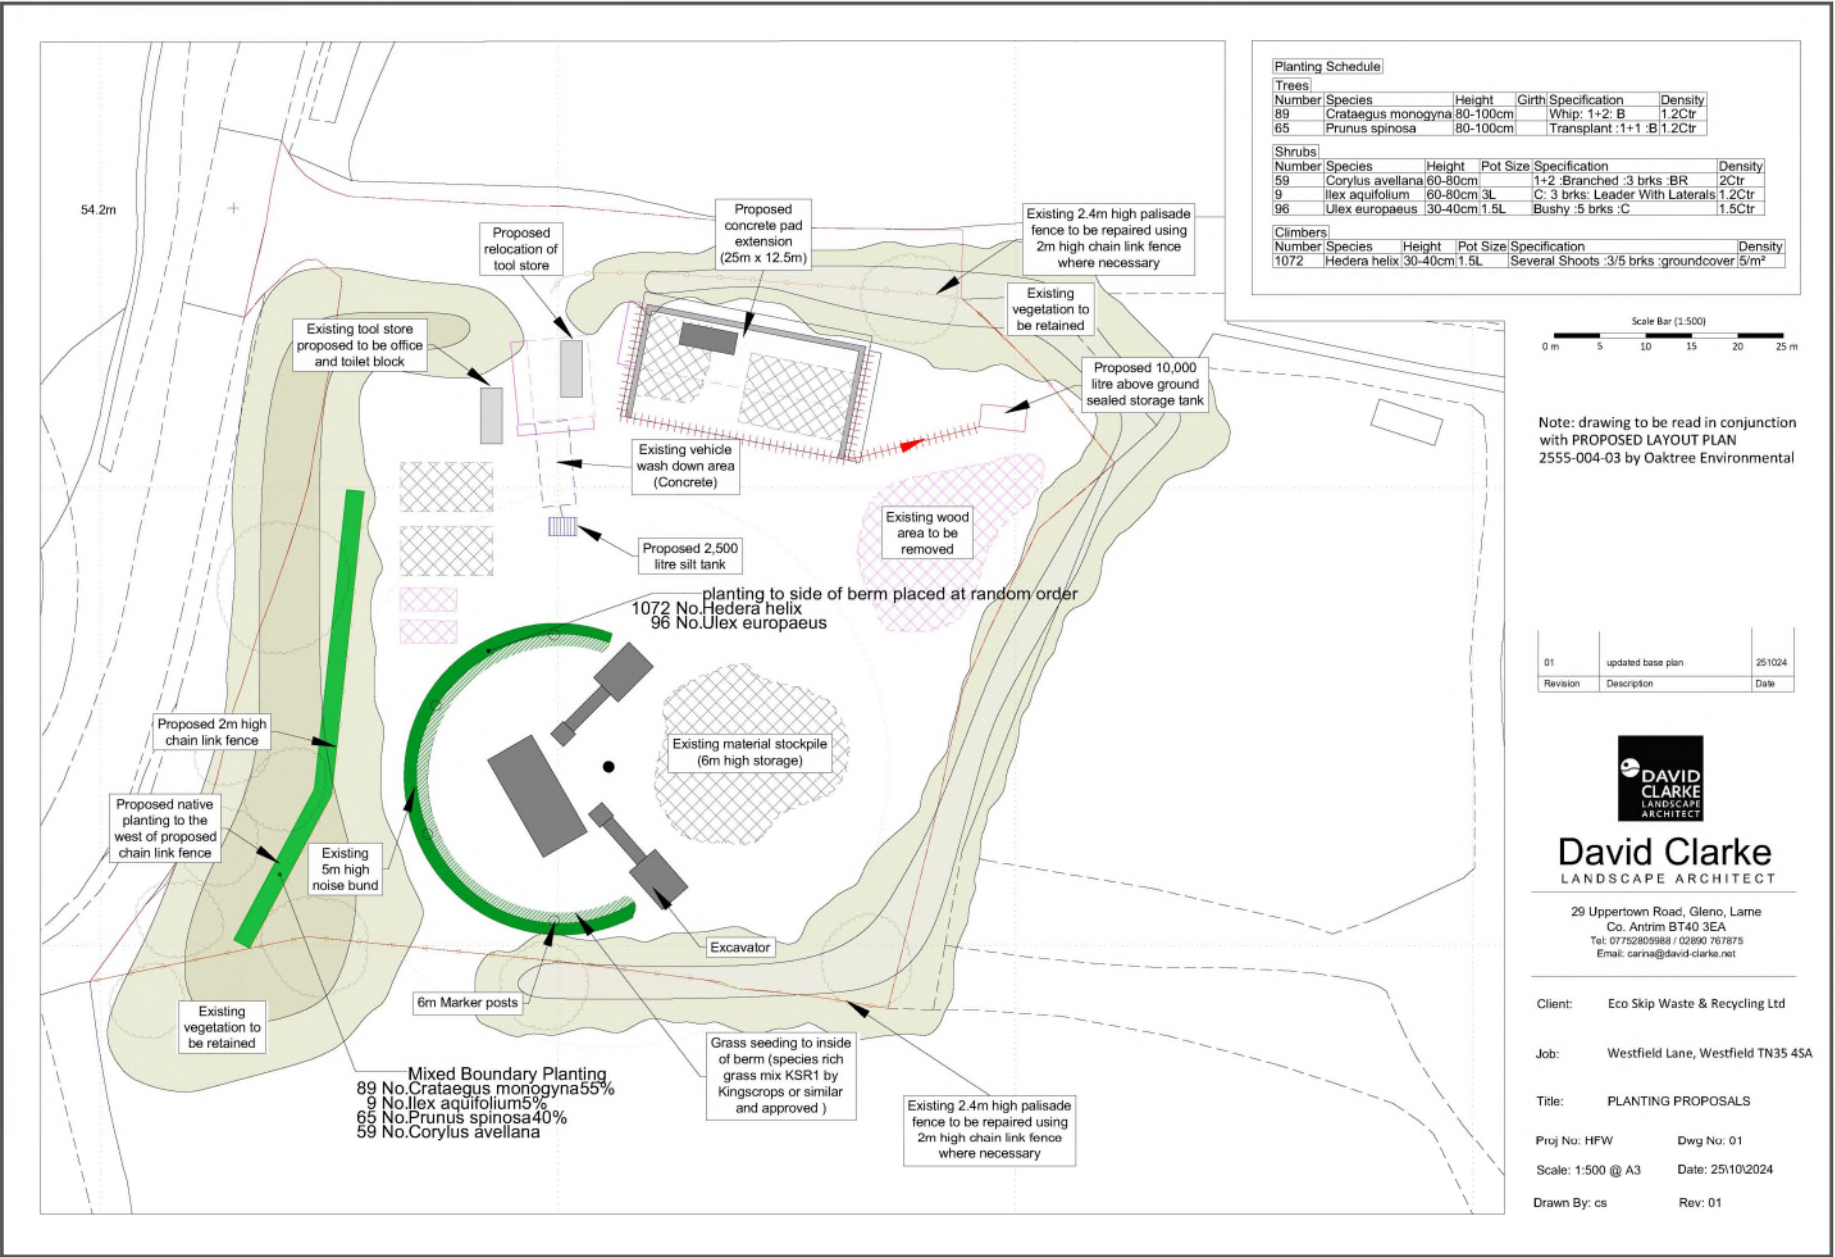 54.2m
Proposed
relocation of
tool store
Proposed
concrete pad
extension
(25m x 12.5m)
Existing 2.4m high palisade
fence to be repaired using
2m high chain link fence
where necessary
Existing
vegetation to
be retained
Existing tool store
proposed to be office
and toilet block
Proposed 10,000
litre above ground
sealed storage tank
Existing vehicle
wash down area
(Concrete)
Existing wood
area to be
removed
Proposed 2,500
litre silt tank
planting to side of berm placed at random order
1072 No.Hedera helix
96 No.Ulex europaeus
Proposed 2m high
chain link fence
Existing material stockpile
(6m high storage)
Proposed native
planting to the
west of proposed
chain link fence
Existing
5m high
noise bund
Excavator
6m Marker posts
Existing
vegetation to
be retained
Grass seeding to inside
of berm (species rich
grass mix KSR1 by
Kingscrops or similar
and approved )
Mixed Boundary Planting
89 No.Crataegus monogyna55%
9 No.Ilex aquifolium5%
65 No.Prunus spinosa40%
59 No.Corylus avellana
Existing 2.4m high palisade
fence to be repaired using
2m high chain link fence
where necessary
Planting Schedule
Trees
Number Species Height Girth Specification Density
89 Crataegus monogyna 80-100cm Whip: 1+2: B 1.2Ctr
65 Prunus spinosa 80-100cm Transplant :1+1 :B 1.2Ctr
Shrubs
Number Species Height Pot Size Specification Density
59 Corylus avellana 60-80cm 1+2 :Branched :3 brks :BR 2Ctr
9 Ilex aquifolium 60-80cm 3L C: 3 brks: Leader With Laterals 1.2Ctr
96 Ulex europaeus 30-40cm 1.5L Bushy :5 brks :C 1.5Ctr
Climbers
Number Species Height Pot Size Specification Density
1072 Hedera helix 30-40cm 1.5L Several Shoots :3/5 brks :groundcover 5/m²
Scale Bar (1:500)
0 m 5 10 15 20 25 m
Note: drawing to be read in conjunction
with PROPOSED LAYOUT PLAN
2555-004-03 by Oaktree Environmental
01 updated base plan 251024
Revision Description Date
DAVID
CLARKE
LANDSCAPE
ARCHITECT
David Clarke
LANDSCAPE ARCHITECT
29 Uppertown Road, Gleno, Larne
Co. Antrim BT40 3EA
Tel: 07752805988 / 02890 767875
Email: carina@david-clarke.net
Client: Eco Skip Waste & Recycling Ltd
Job: Westfield Lane, Westfield TN35 4SA
Title: PLANTING PROPOSALS
Proj No: HFW Dwg No: 01
Scale: 1:500 @ A3 Date: 25\10\2024
Drawn By: cs Rev: 01